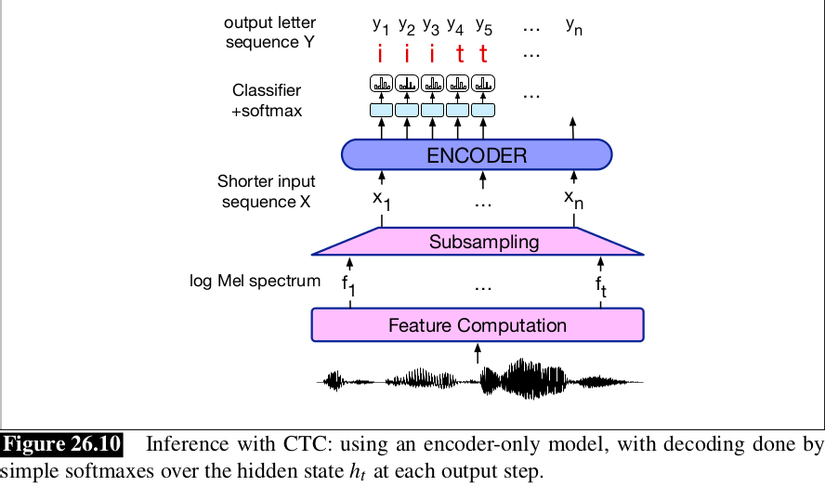 output letter
sequence Y
y1 y2 y3 y4 y5 ... yn
i i i t t ...
Classifier
+softmax
...
ENCODER
Shorter input
sequence X
x1 ... xn
Subsampling
log Mel spectrum
f1 ... ft
Feature Computation
Figure 26.10 Inference with CTC: using an encoder-only model, with decoding done by
simple softmaxes over the hidden state ht at each output step.